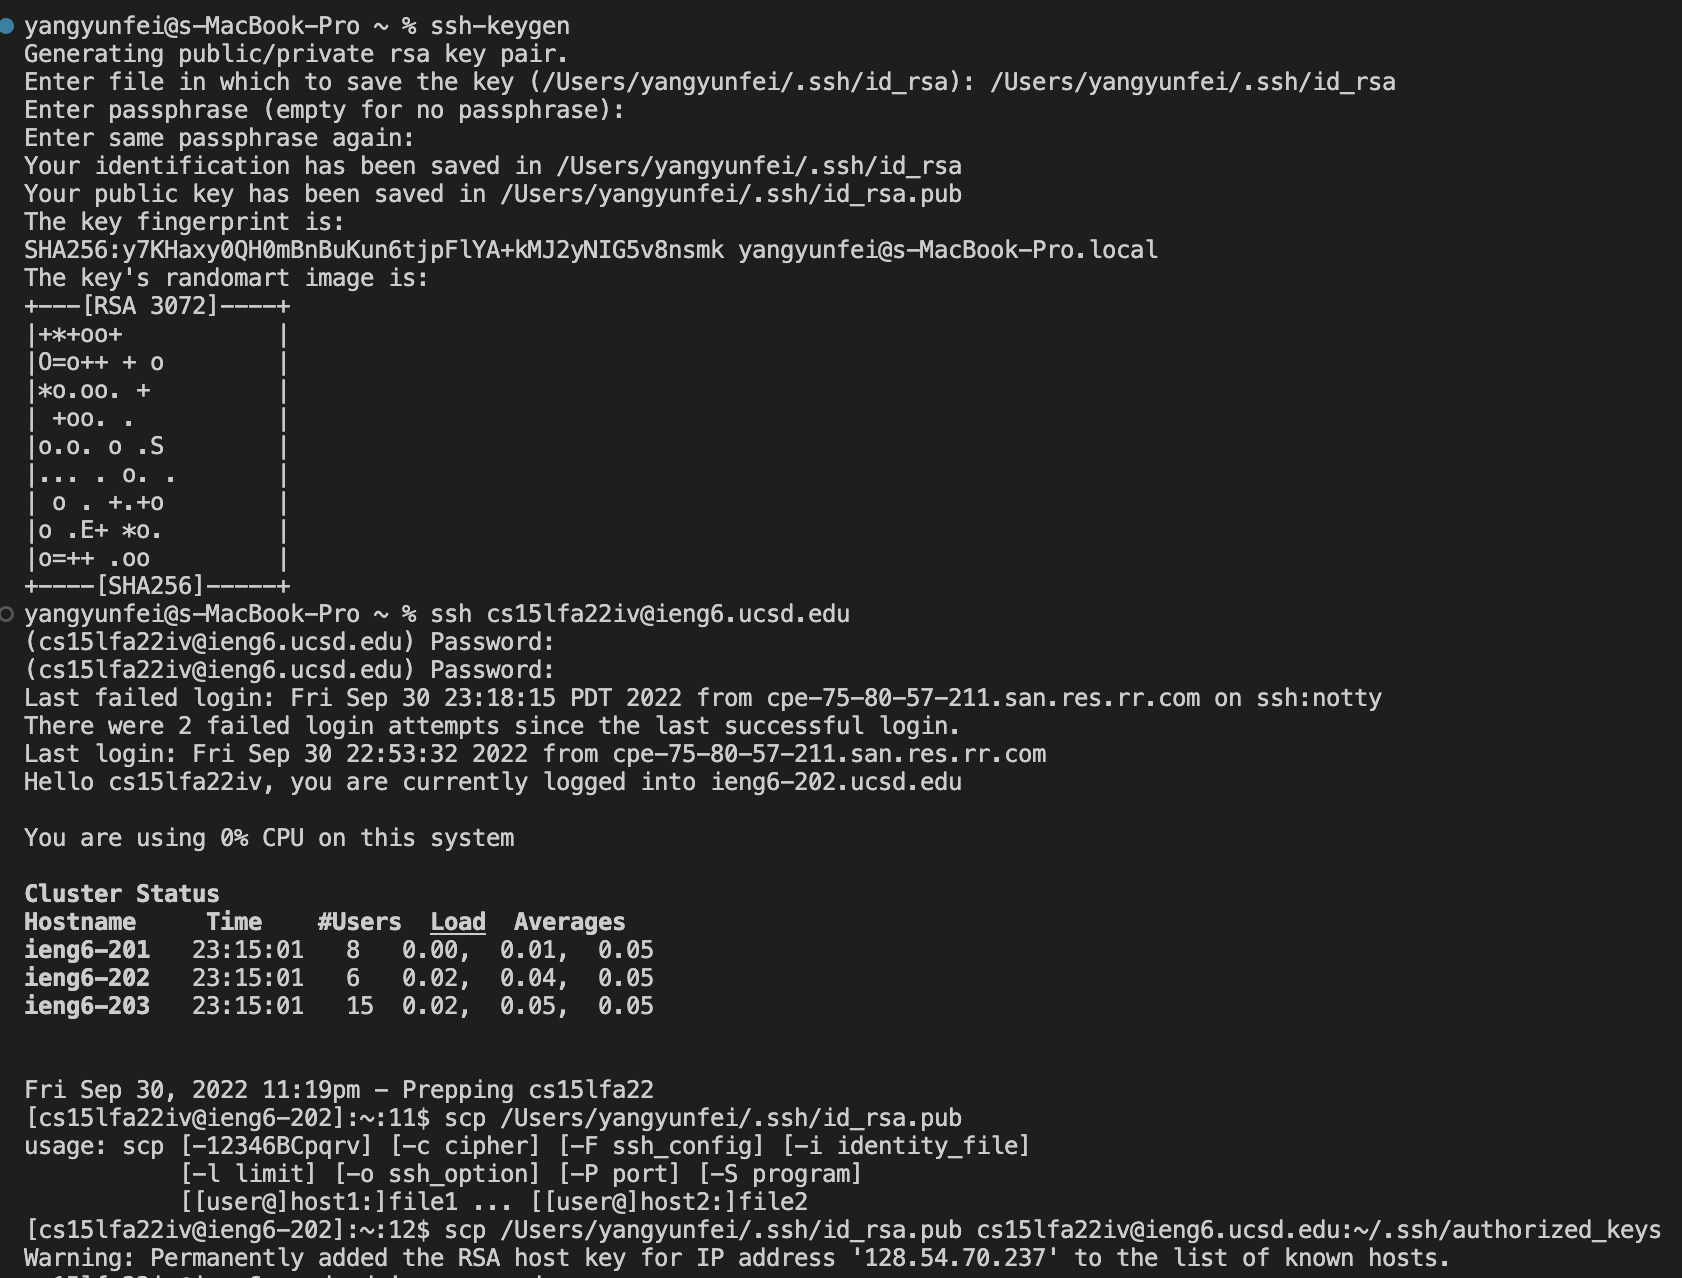 yangyunfei@s-MacBook-Pro ~ % ssh-keygen
Generating public/private rsa key pair.
Enter file in which to save the key (/Users/yangyunfei/.ssh/id_rsa): /Users/yangyunfei/.ssh/id_rsa
Enter passphrase (empty for no passphrase):
Enter same passphrase again:
Your identification has been saved in /Users/yangyunfei/.ssh/id_rsa
Your public key has been saved in /Users/yangyunfei/.ssh/id_rsa.pub
The key fingerprint is:
SHA256:y7KHaxy0QH0mBnBuKun6tjpFlYA+kMJ2yNIG5v8nsmk yangyunfei@s-MacBook-Pro.local
The key's randomart image is:
+---[RSA 3072]----+
|+*+oo+           |
|O=o++ + o        |
|*o.oo. +         |
| +oo. .          |
|o.o. o .S        |
|... . o. .       |
| o . +.+o        |
|o .E+ *o.        |
|o=++ .oo         |
+----[SHA256]-----+
yangyunfei@s-MacBook-Pro ~ % ssh cs15lfa22iv@ieng6.ucsd.edu
(cs15lfa22iv@ieng6.ucsd.edu) Password:
(cs15lfa22iv@ieng6.ucsd.edu) Password:
Last failed login: Fri Sep 30 23:18:15 PDT 2022 from cpe-75-80-57-211.san.res.rr.com on ssh:notty
There were 2 failed login attempts since the last successful login.
Last login: Fri Sep 30 22:53:32 2022 from cpe-75-80-57-211.san.res.rr.com
Hello cs15lfa22iv, you are currently logged into ieng6-202.ucsd.edu
You are using 0% CPU on this system
Cluster Status
Hostname     Time    #Users  Load  Averages
ieng6-201   23:15:01   8   0.00,  0.01,  0.05
ieng6-202   23:15:01   6   0.02,  0.04,  0.05
ieng6-203   23:15:01   15  0.02,  0.05,  0.05
Fri Sep 30, 2022 11:19pm - Prepping cs15lfa22
[cs15lfa22iv@ieng6-202]:~:11$ scp /Users/yangyunfei/.ssh/id_rsa.pub
usage: scp [-12346BCpqrv] [-c cipher] [-F ssh_config] [-i identity_file]
           [-l limit] [-o ssh_option] [-P port] [-S program]
           [[user@]host1:]file1 ... [[user@]host2:]file2
[cs15lfa22iv@ieng6-202]:~:12$ scp /Users/yangyunfei/.ssh/id_rsa.pub cs15lfa22iv@ieng6.ucsd.edu:~/.ssh/authorized_keys
Warning: Permanently added the RSA host key for IP address '128.54.70.237' to the list of known hosts.